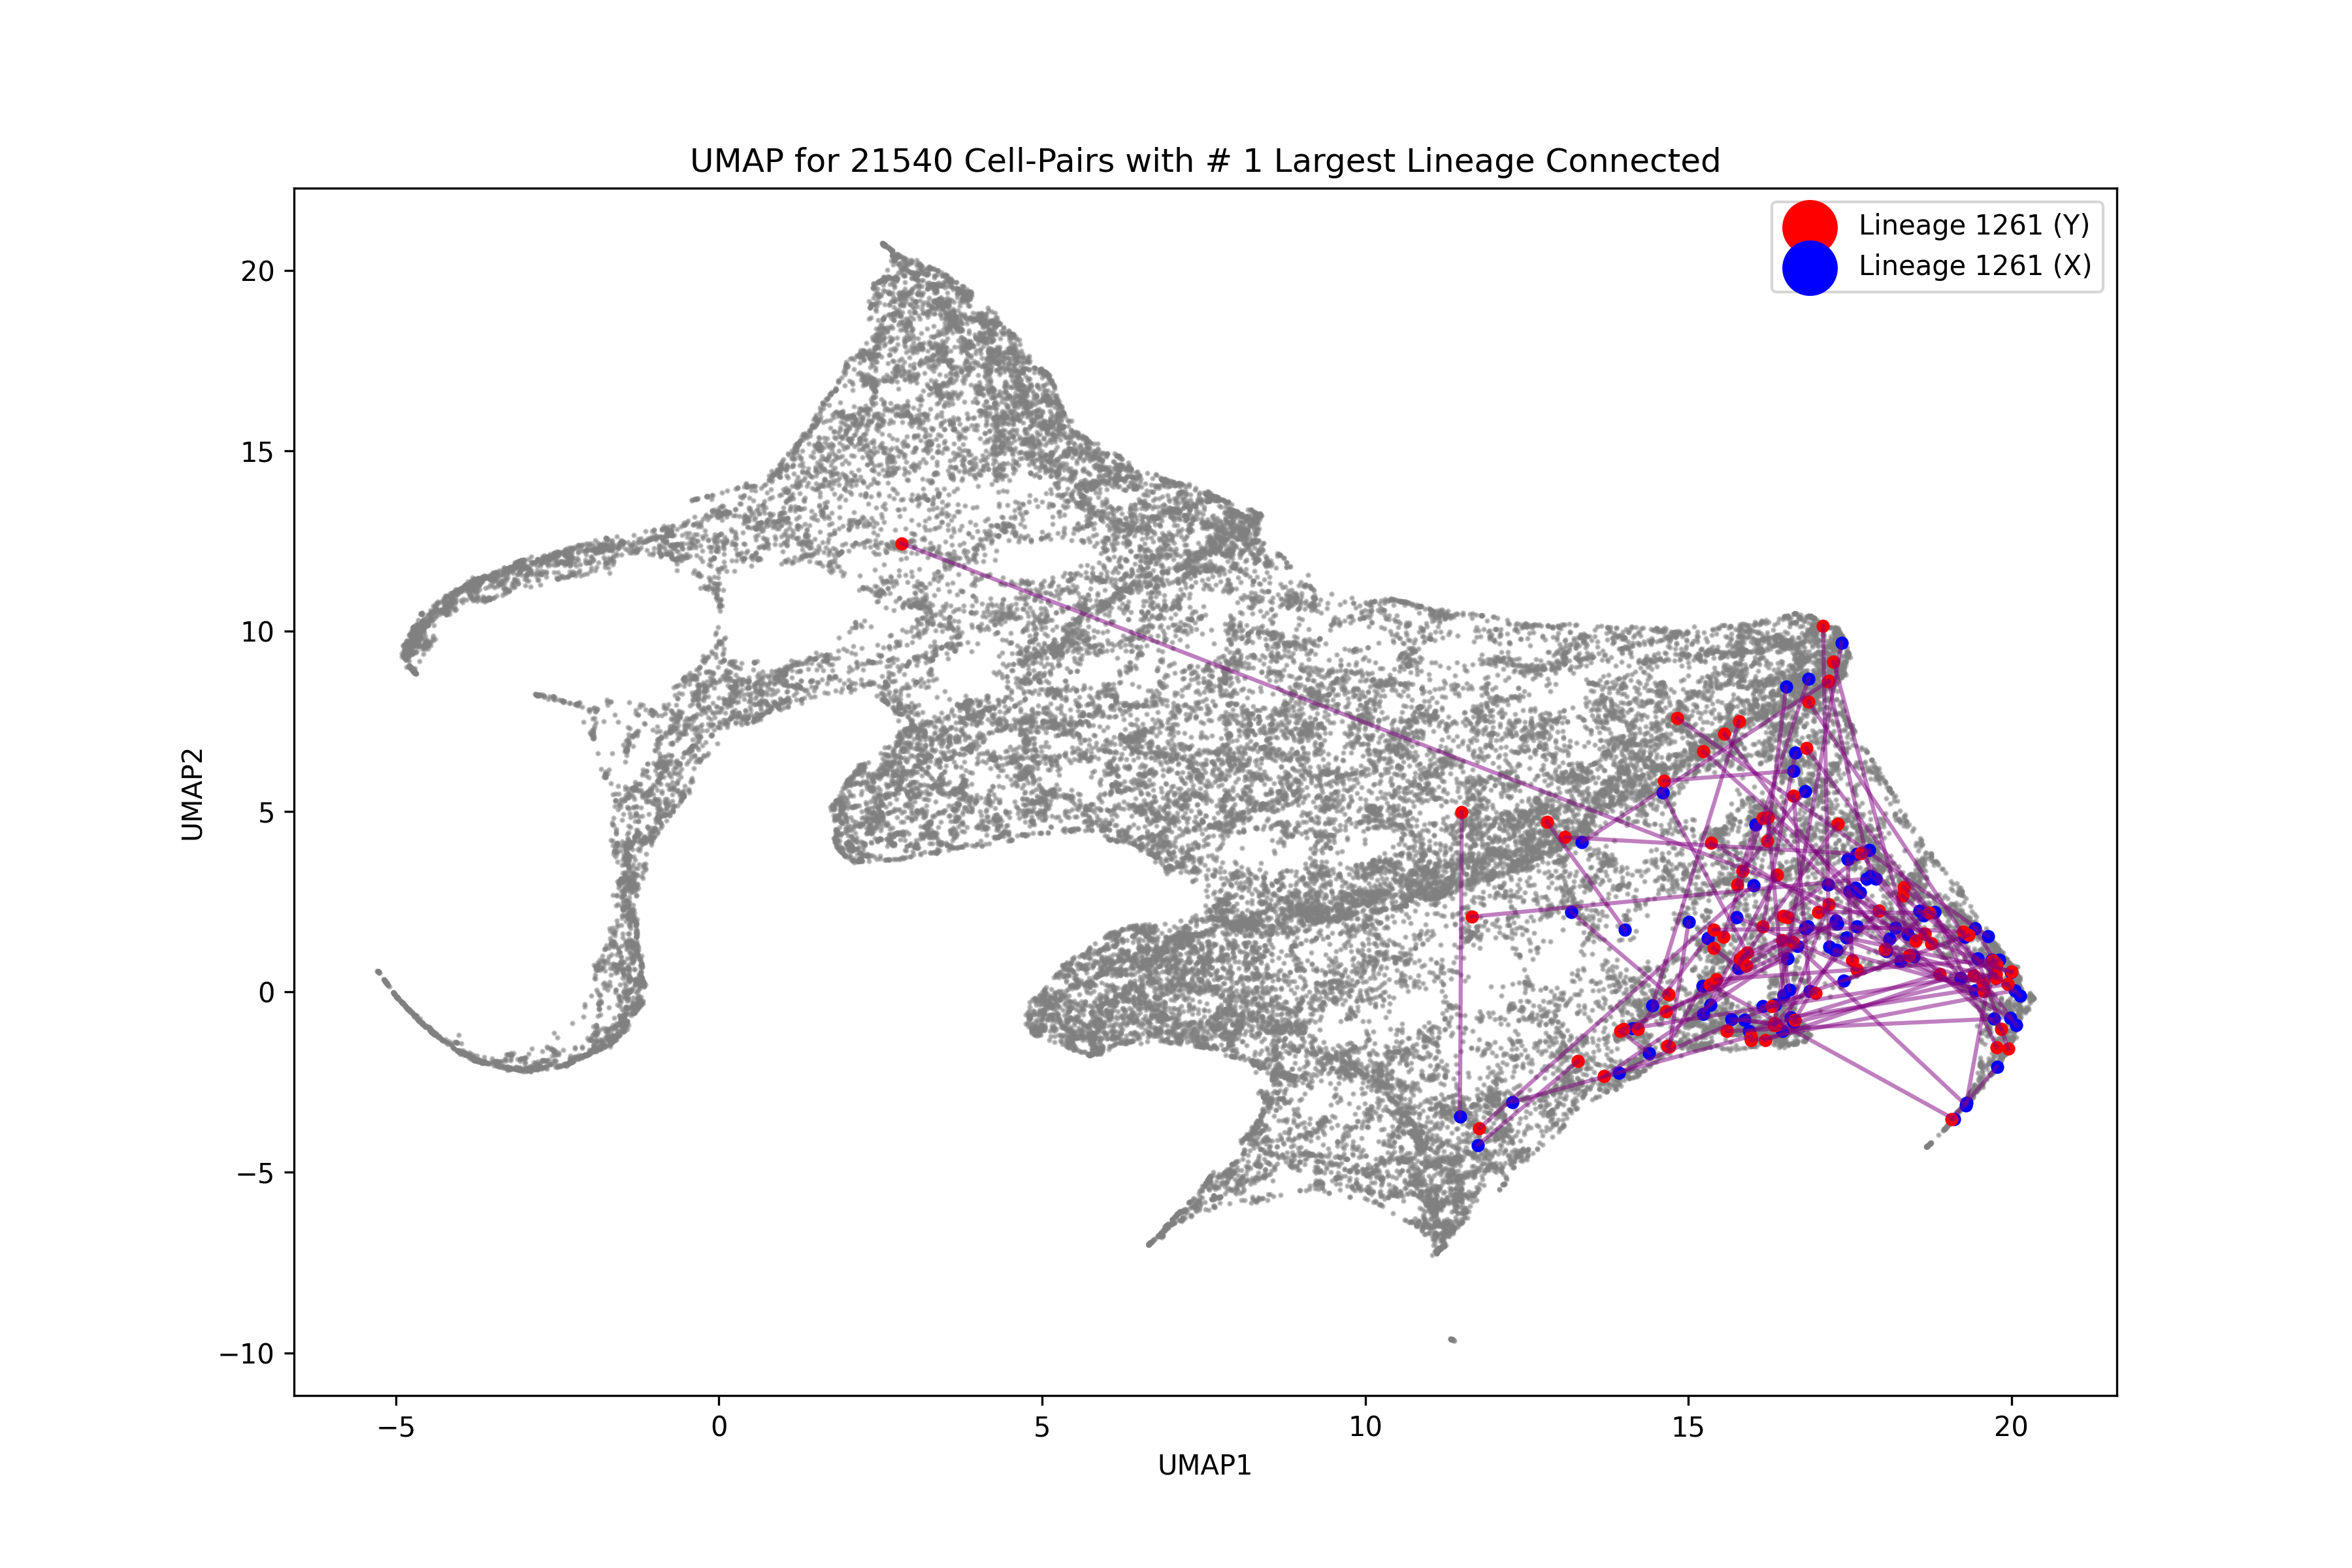 UMAP for 21540 Cell-Pairs with # 1 Largest Lineage Connected
Lineage 1261 (Y)
Lineage 1261 (X)
20
15
10
5
0
−5
−10
UMAP2
−5
0
5
10
15
20
UMAP1